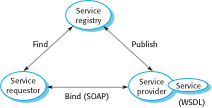 Service
registry
Find
Publish
Service
requestor
Service
provider
Service
Bind (SOAP)
(WSDL)